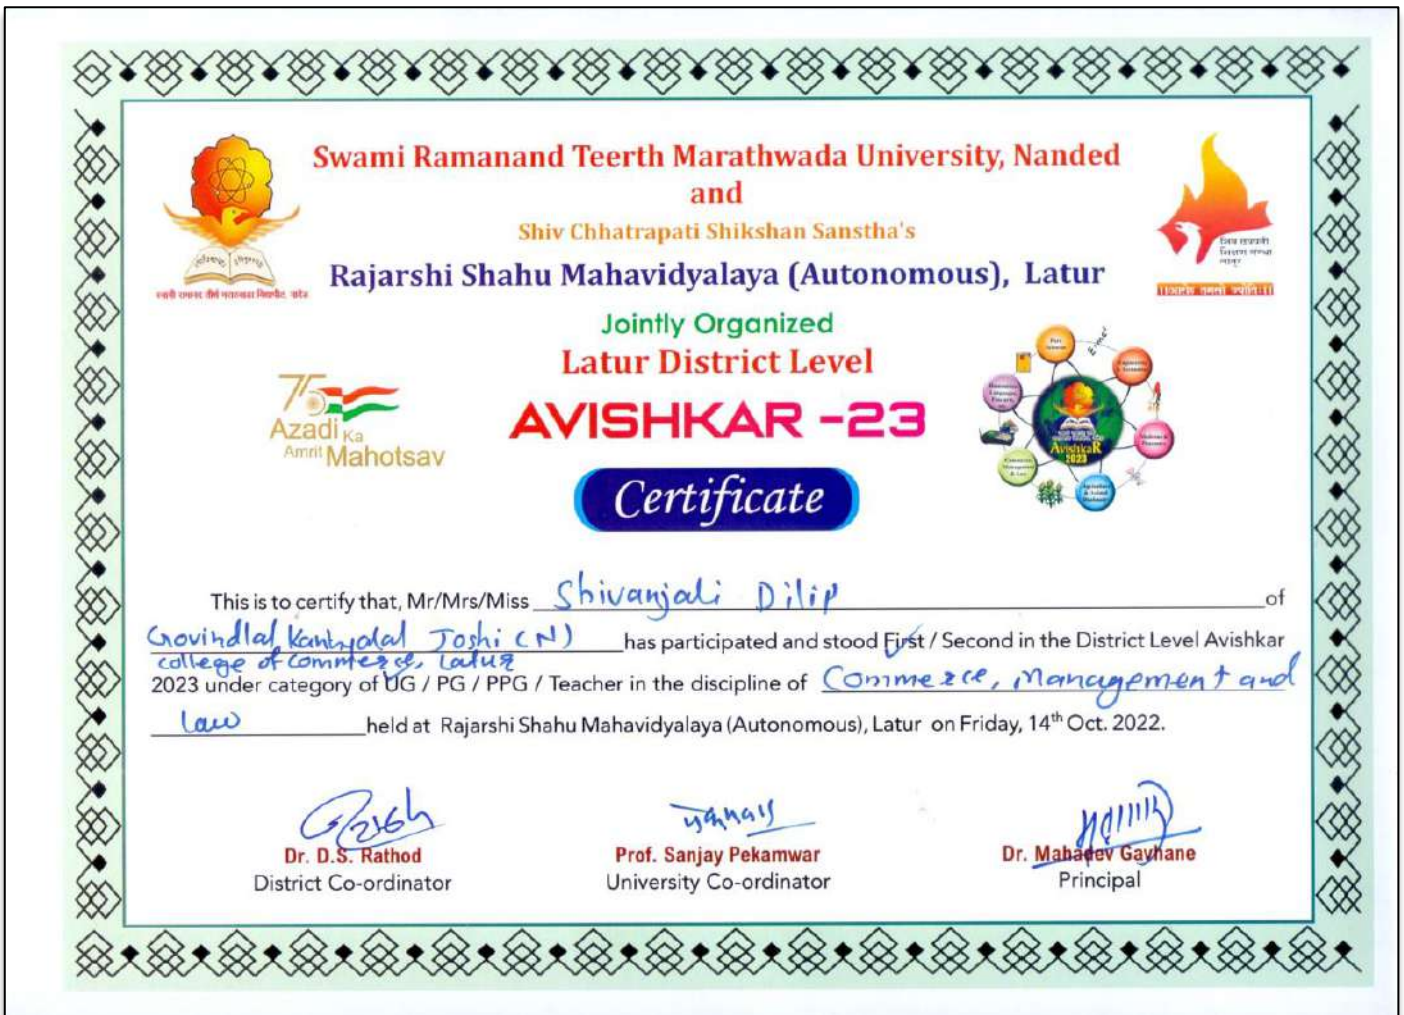 Swami Ramanand Teerth Marathwada University, Nanded
and
Shiv Chhatrapati Shikshan Sanstha's
Rajarshi Shahu Mahavidyalaya (Autonomous), Latur
Jointly Organized
Latur District Level
AVISHKAR -23
75
Azadi Ka
Amrit Mahotsav
Certificate
शिव छत्रपती
शिक्षण संस्था
लातूर
AvishkaR
2023
This is to certify that, Mr/Mrs/Miss Shivanjali Dilip of
Govindlal Kanhyalal Joshi (N) has participated and stood First / Second in the District Level Avishkar
college of commerce, Latur
2023 under category of UG / PG / PPG / Teacher in the discipline of Commerce, Management and
law held at Rajarshi Shahu Mahavidyalaya (Autonomous), Latur on Friday, 14th Oct. 2022.
Dr. D.S. Rathod
District Co-ordinator
Prof. Sanjay Pekamwar
University Co-ordinator
Dr. Mahadev Gavhane
Principal